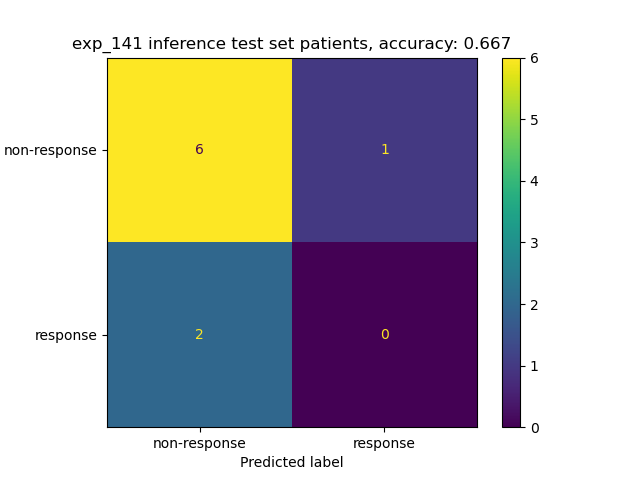 exp_141 inference test set patients, accuracy: 0.667
non-response
response
6
1
2
0
non-response
response
Predicted label
6
5
4
3
2
1
0